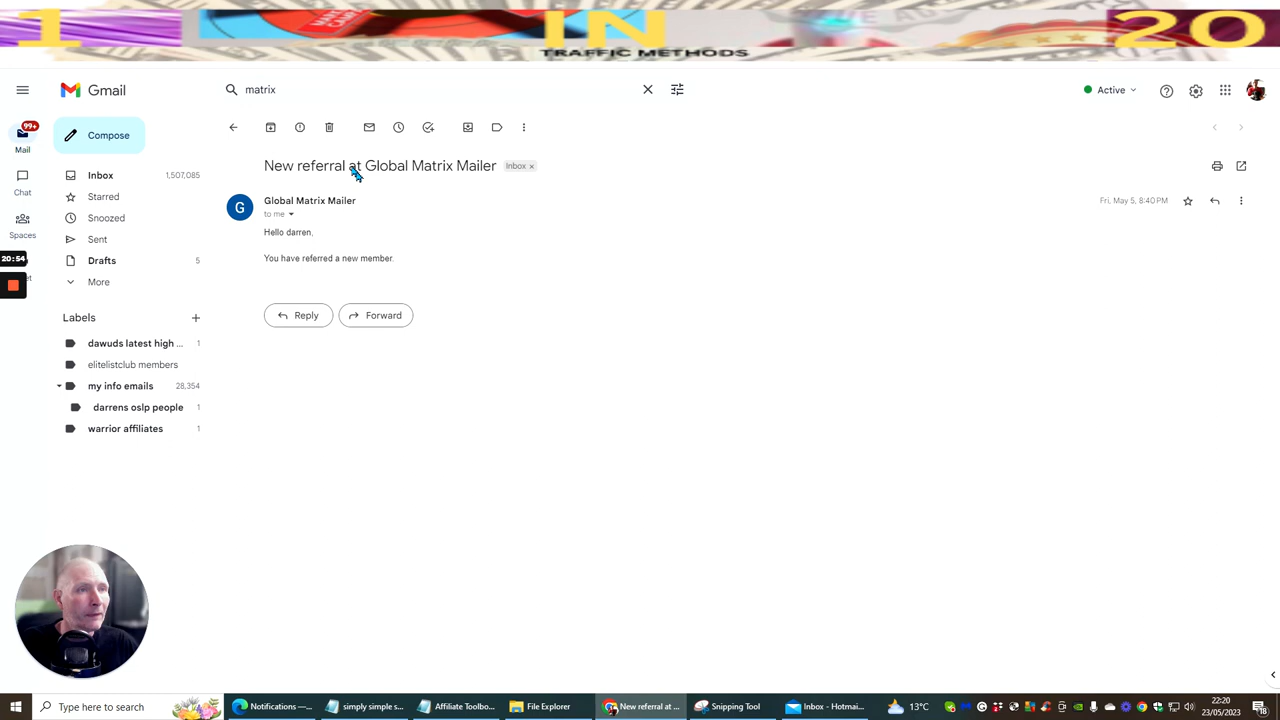 1 IN 20
TRAFFIC METHODS
Gmail
matrix
Active
99+
Mail
Compose
New referral at Global Matrix Mailer
Inbox ×
Chat
Inbox 1,507,085
Starred
Global Matrix Mailer
Fri, May 5, 8:40 PM
to me
Snoozed
Spaces
Hello darren,
Sent
20:54
Drafts 5
You have referred a new member.
More
Reply
Forward
Labels
dawuds latest high ... 1
elitelistclub members
my info emails 28,354
darrens oslp people 1
warrior affiliates 1
Type here to search
Notifications —...
simply simple s...
Affiliate Toolbo...
File Explorer
New referral at ...
Snipping Tool
Inbox - Hotmai...
13°C
22:20
23/05/2023